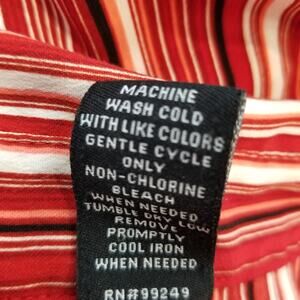 MACHINE
WASH COLD
WITH LIKE COLORS
GENTLE CYCLE
ONLY
NON-CHLORINE
BLEACH
WHEN NEEDED
TUMBLE DRY LOW
REMOVE
PROMPTLY
COOL IRON
WHEN NEEDED
RN#99249